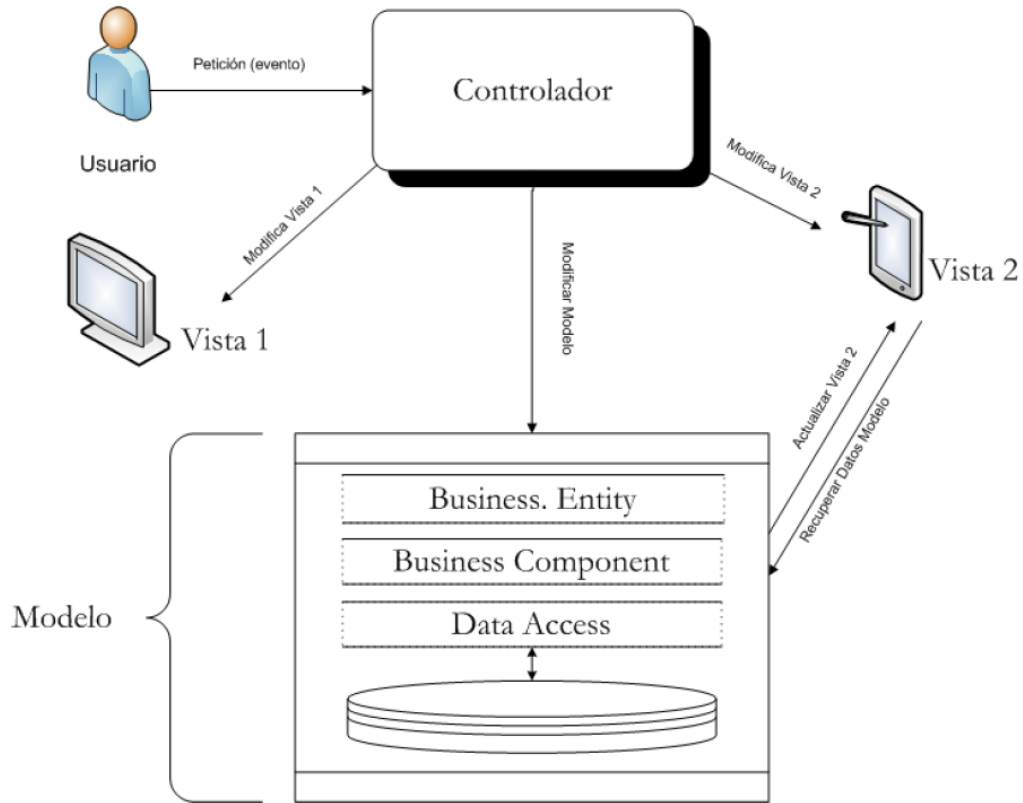 Petición (evento)
Controlador
Usuario
Modifica Vista 1
Modificar Modelo
Modifica Vista 2
Vista 1
Vista 2
Actualizar Vista 2
Recuperar Datos Modelo
Modelo
Business. Entity
Business Component
Data Access